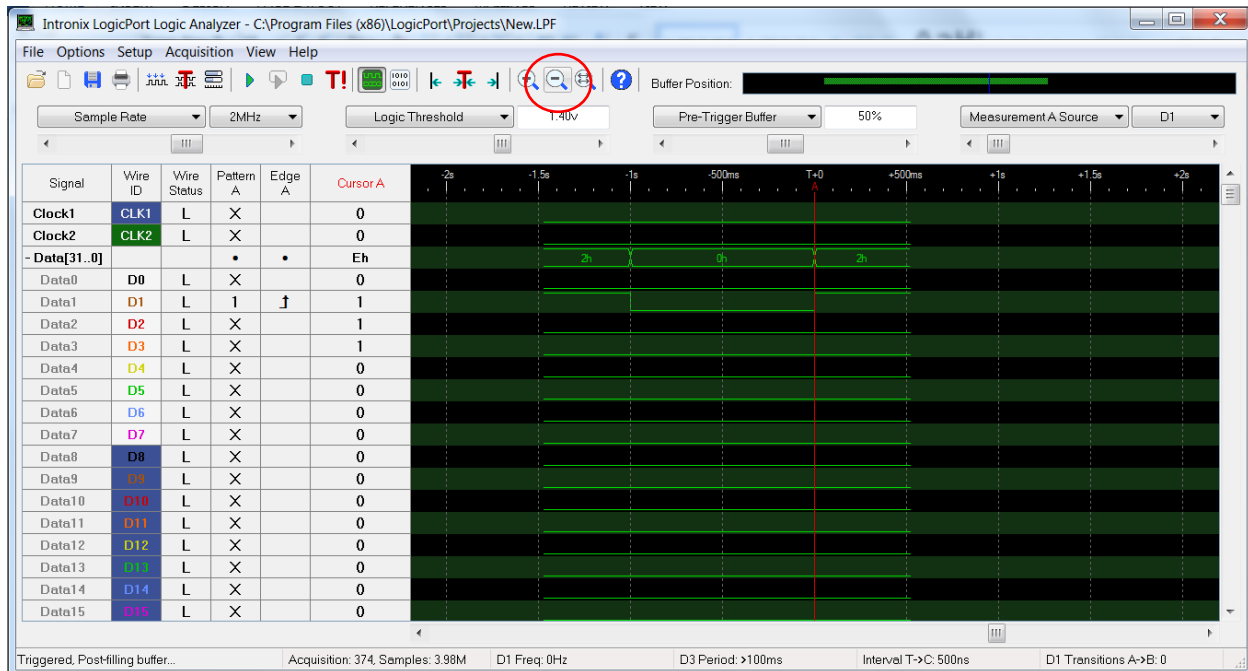 Intronix LogicPort Logic Analyzer - C:\Program Files (x86)\LogicPort\Projects\New.LPF
File Options Setup Acquisition View Help
T! 1010 0101 T ? Buffer Position:
Sample Rate 2MHz Logic Threshold 1.40v Pre-Trigger Buffer 50% Measurement A Source D1
Signal Wire ID Wire Status Pattern A Edge A Cursor A -2s -1.5s -1s -500ms T+0 +500ms +1s +1.5s +2s
A
Clock1 CLK1 L X 0
Clock2 CLK2 L X 0
- Data[31..0] • • Eh 2h 0h 2h
Data0 D0 L X 0
Data1 D1 L 1 1
Data2 D2 L X 1
Data3 D3 L X 1
Data4 D4 L X 0
Data5 D5 L X 0
Data6 D6 L X 0
Data7 D7 L X 0
Data8 D8 L X 0
Data9 D9 L X 0
Data10 D10 L X 0
Data11 D11 L X 0
Data12 D12 L X 0
Data13 D13 L X 0
Data14 D14 L X 0
Data15 D15 L X 0
Triggered, Post-filling buffer... Acquisition: 374, Samples: 3.98M D1 Freq: 0Hz D3 Period: >100ms Interval T->C: 500ns D1 Transitions A->B: 0